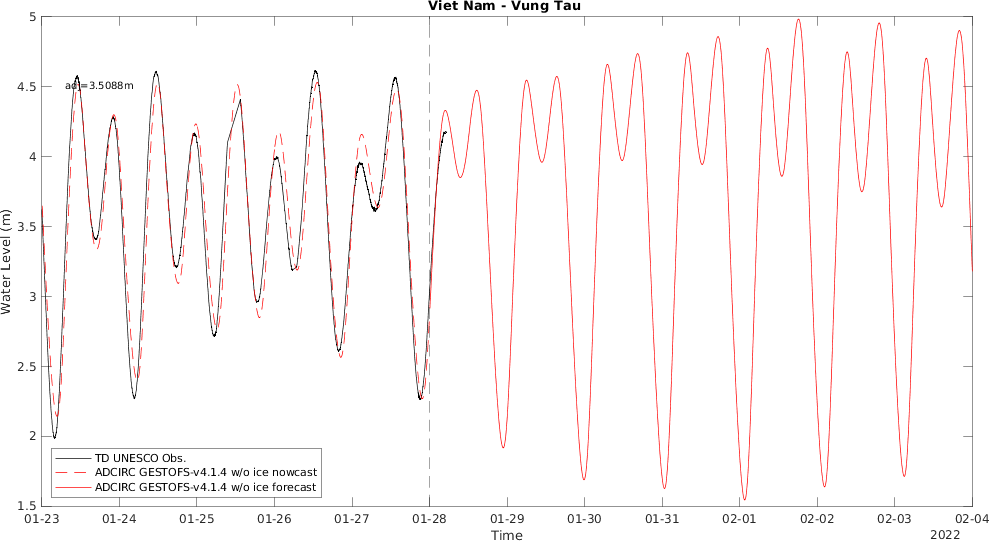 Viet Nam - Vung Tau
Water Level (m)
5
4.5
4
3.5
3
2.5
2
1.5
adj=3.5088m
TD UNESCO Obs.
ADCIRC GESTOFS-v4.1.4 w/o ice nowcast
ADCIRC GESTOFS-v4.1.4 w/o ice forecast
01-23 01-24 01-25 01-26 01-27 01-28 01-29 01-30 01-31 02-01 02-02 02-03 02-04
Time
2022